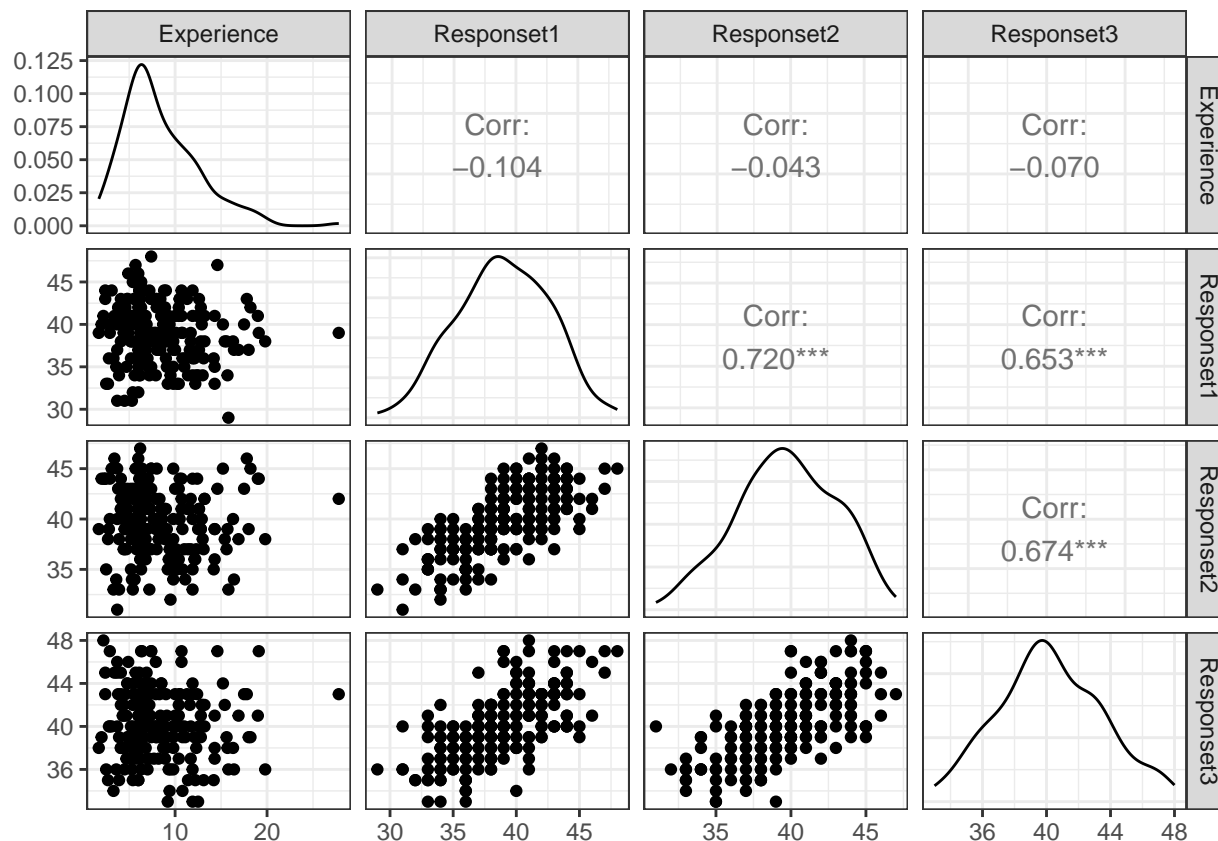 Experience
Responset1
Responset2
Responset3
0.125
0.100
0.075
0.050
0.025
0.000
Corr:
−0.104
Corr:
−0.043
Corr:
−0.070
Experience
45
40
35
30
Corr:
0.720***
Corr:
0.653***
Responset1
45
40
35
Corr:
0.674***
Responset2
48
44
40
36
Responset3
10
20
30
35
40
45
35
40
45
36
40
44
48